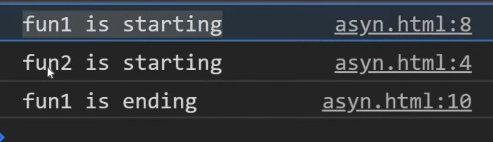 fun1 is starting asyn.html:8
fun2 is starting asyn.html:4
fun1 is ending asyn.html:10